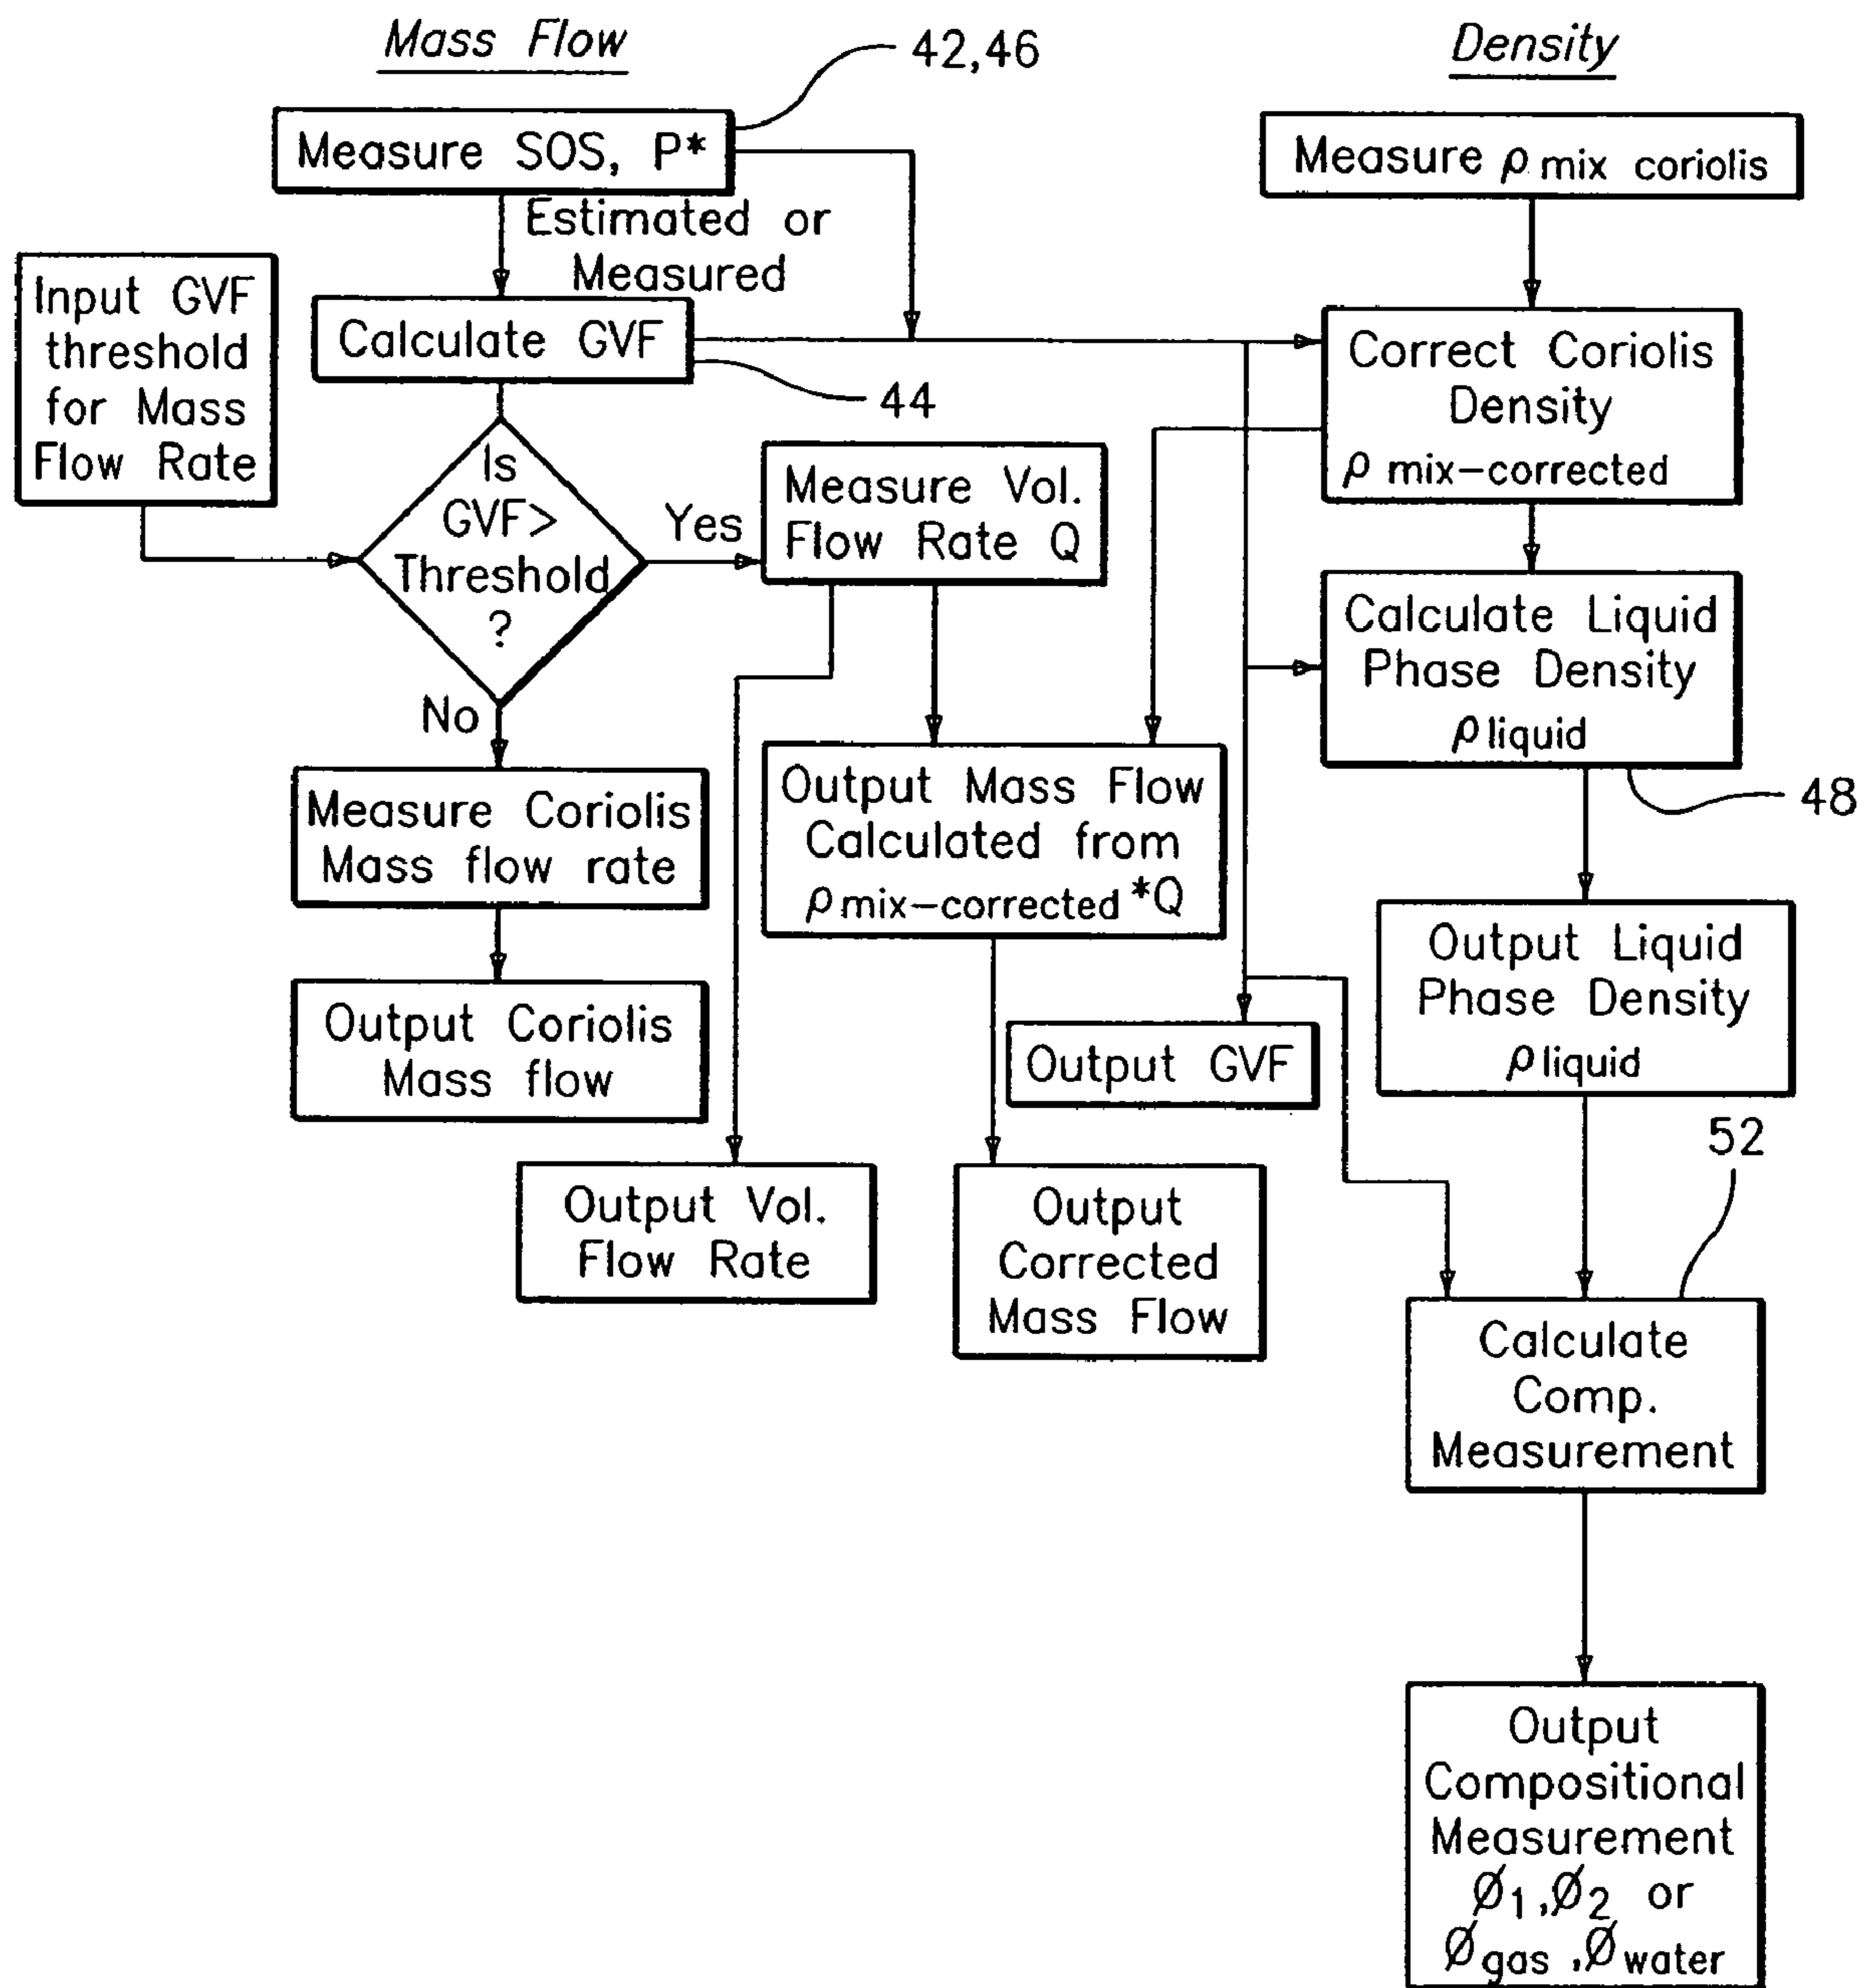 Mass Flow
42,46
Density
Measure SOS, P*
Measure ρ mix coriolis
Estimated or
Measured
Input GVF
threshold
for Mass
Flow Rate
Calculate GVF
44
Correct Coriolis
Density
ρ mix-corrected
Is
GVF>
Threshold
?
Yes
No
Measure Vol.
Flow Rate Q
Calculate Liquid
Phase Density
ρ liquid
48
Measure Coriolis
Mass flow rate
Output Mass Flow
Calculated from
ρ mix-corrected *Q
Output Liquid
Phase Density
ρ liquid
Output Coriolis
Mass flow
Output GVF
52
Output Vol.
Flow Rate
Output
Corrected
Mass Flow
Calculate
Comp.
Measurement
Output
Compositional
Measurement
Ø1,Ø2 or
Øgas ,Øwater